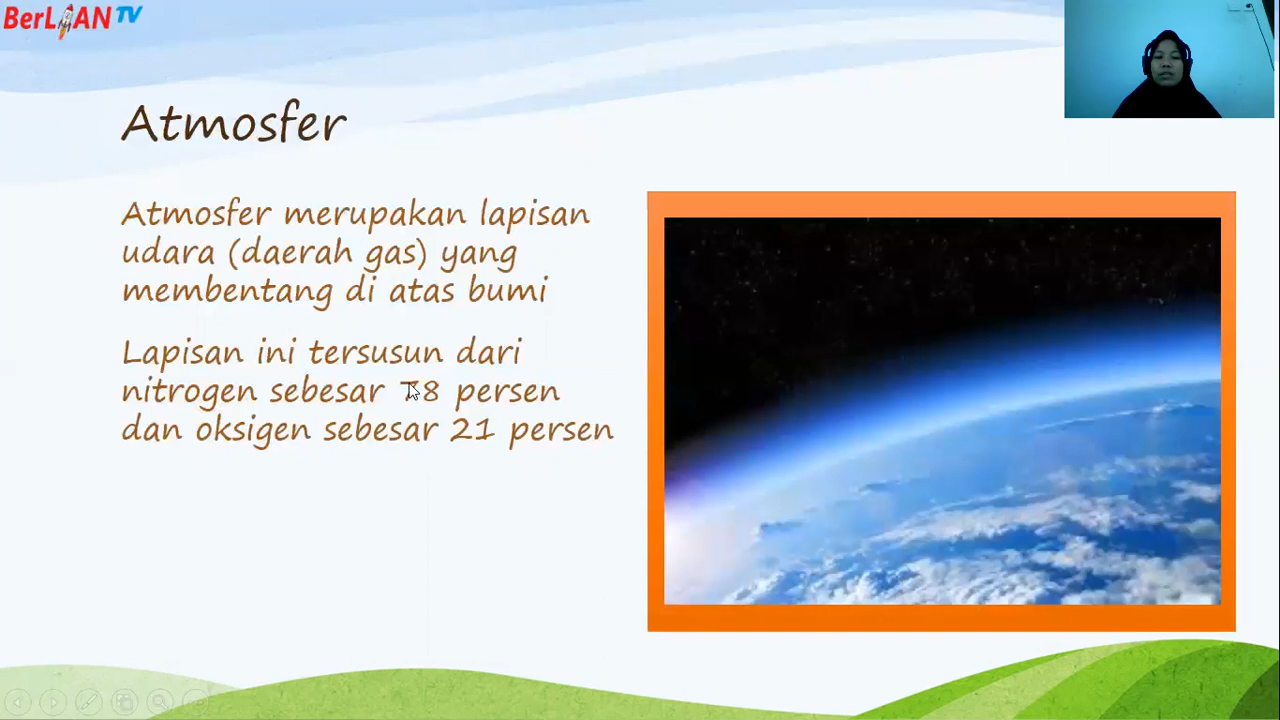 BerLIAN TV
Atmosfer
Atmosfer merupakan lapisan
udara (daerah gas) yang
membentang di atas bumi
Lapisan ini tersusun dari
nitrogen sebesar 78 persen
dan oksigen sebesar 21 persen